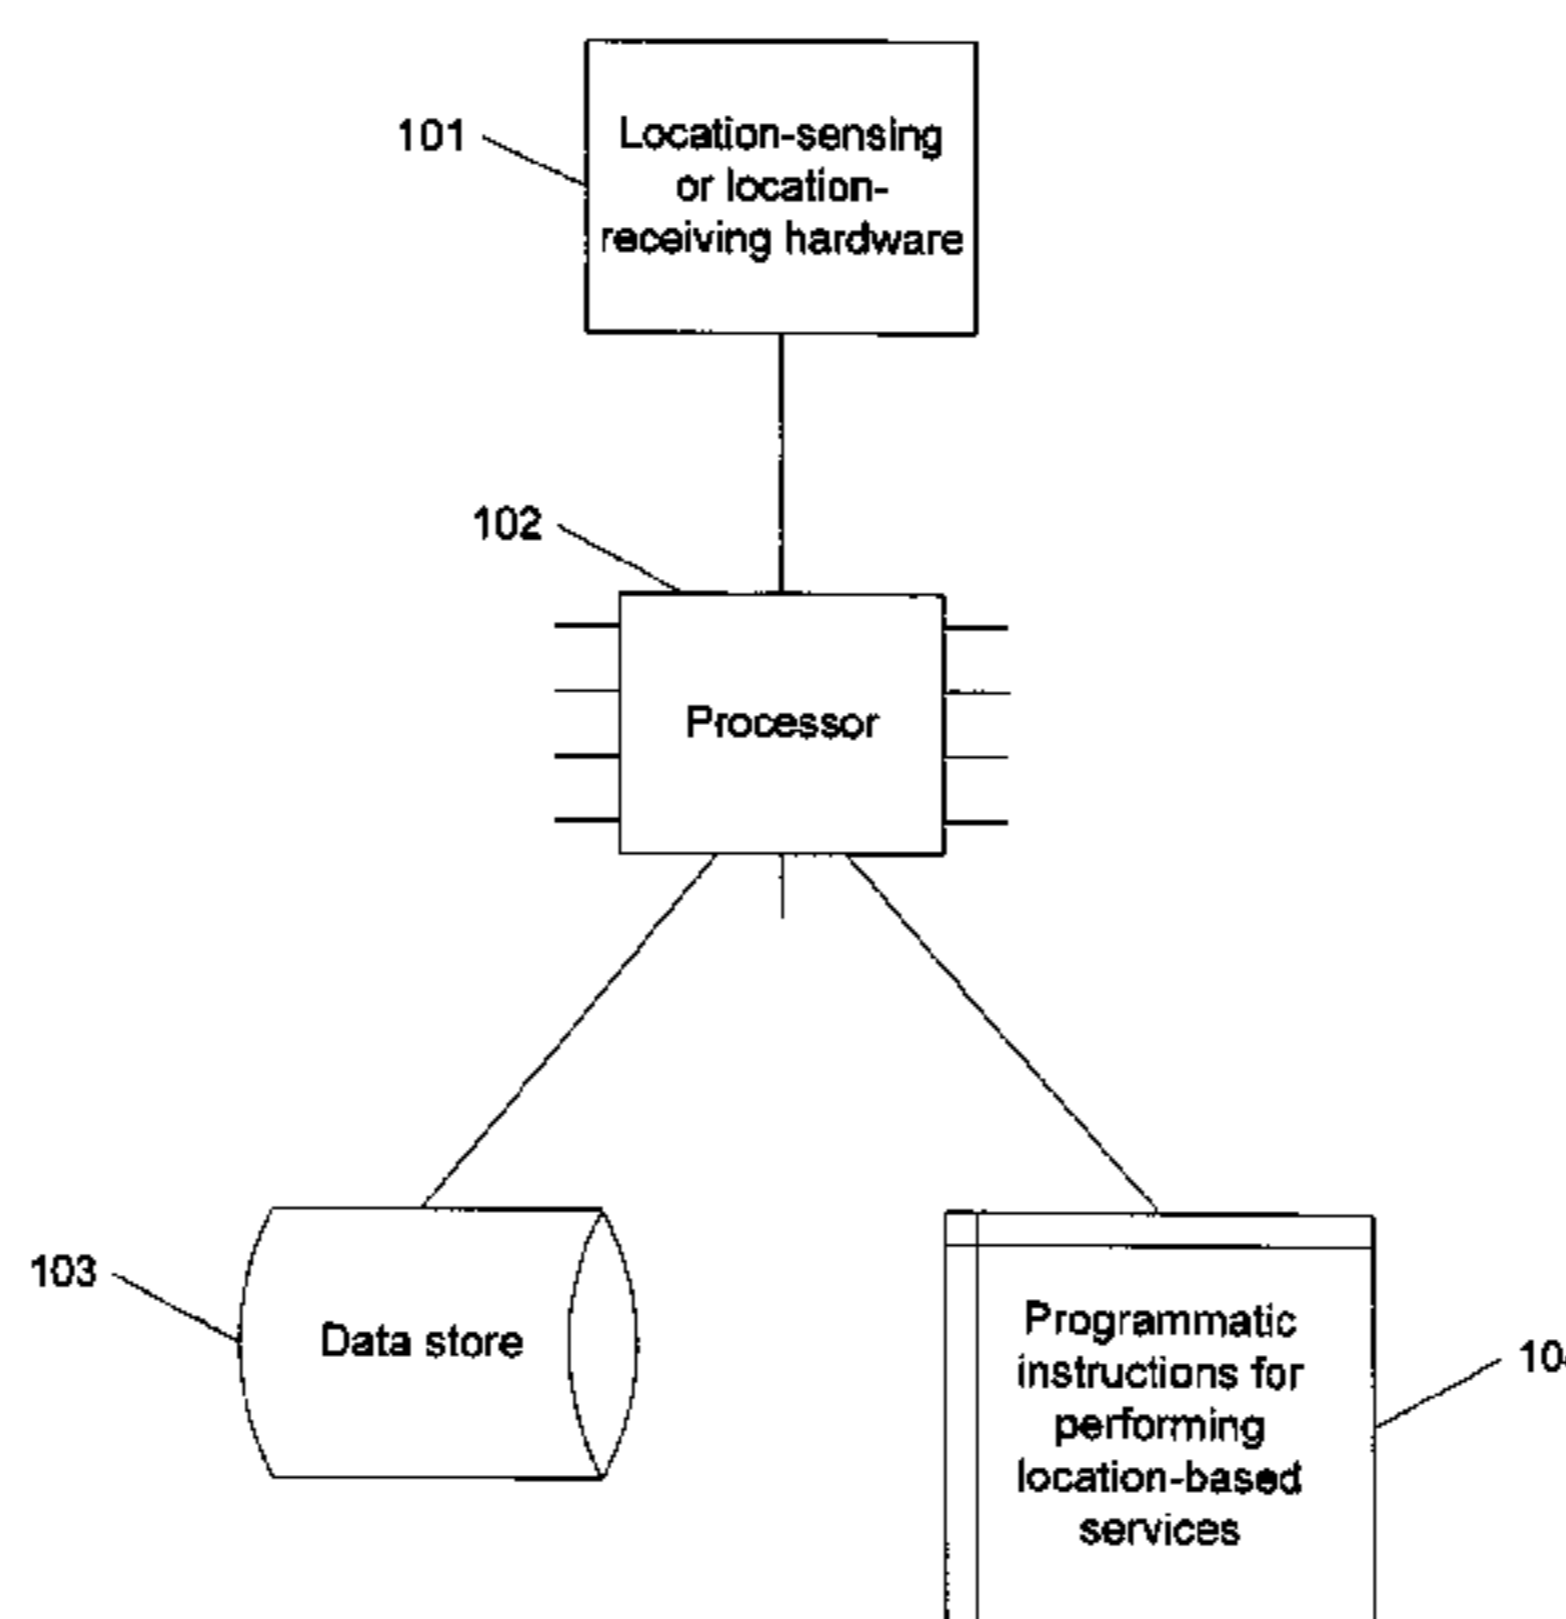 101
Location-sensing
or location-
receiving hardware
102
Processor
103
Data store
Programmatic
instructions for
performing
location-based
services